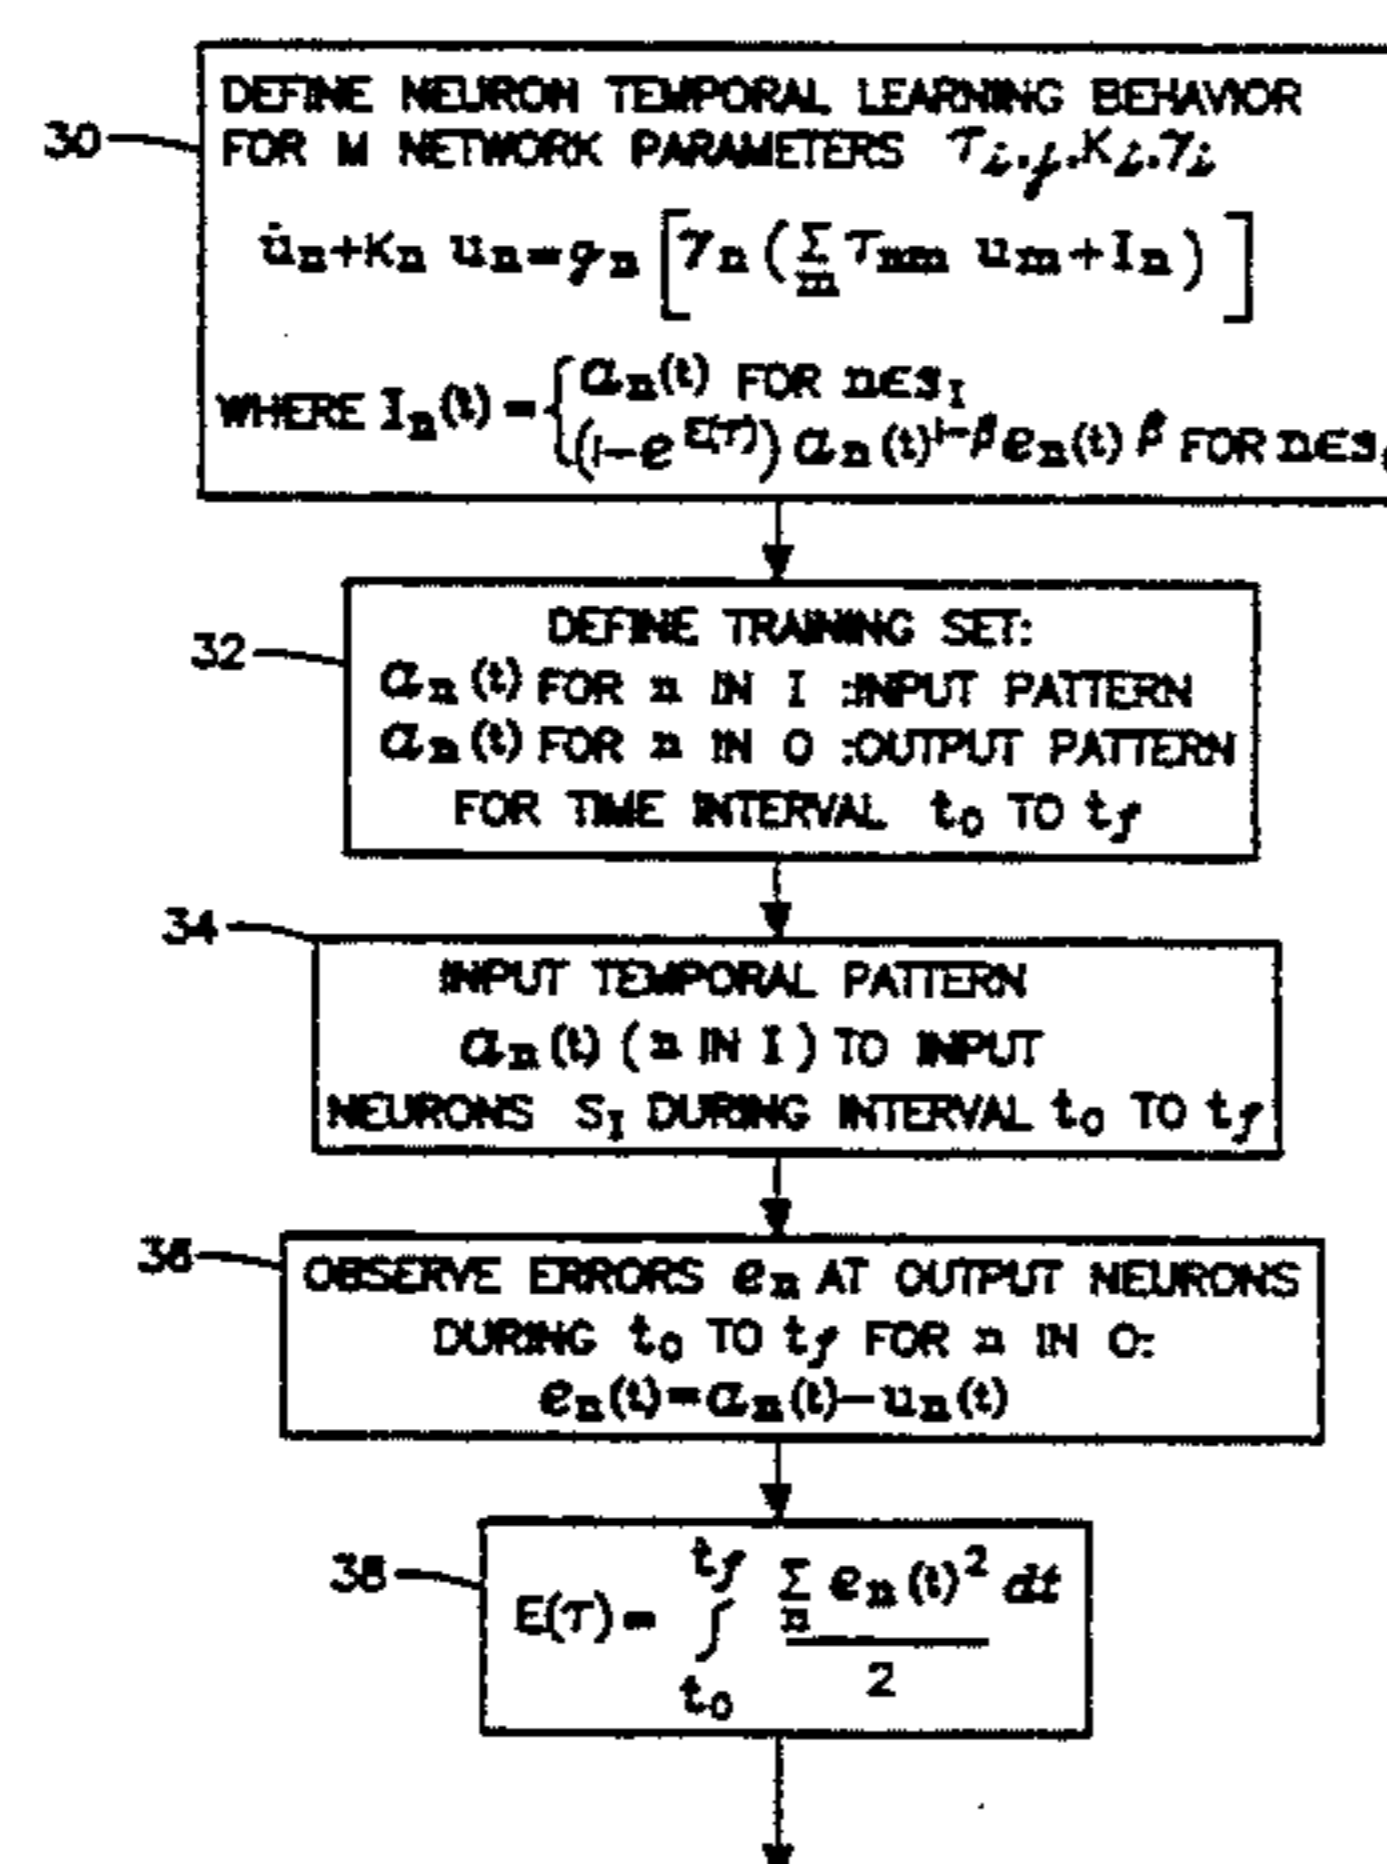 30
DEFINE NEURON TEMPORAL LEARNING BEHAVIOR
FOR M NETWORK PARAMETERS τi,j,Ki,γi
u̇n+Kn un=gn [γn(Σm τnm um+In)]
WHERE In(t)={an(t) FOR n∈sI
(1-e^E(τ)) an(t)^1-β en(t)^β FOR n∈s
32
DEFINE TRAINING SET:
an(t) FOR n IN I :INPUT PATTERN
an(t) FOR n IN O :OUTPUT PATTERN
FOR TIME INTERVAL t0 TO tf
34
INPUT TEMPORAL PATTERN
an(t) (n IN I) TO INPUT
NEURONS SI DURING INTERVAL t0 TO tf
36
OBSERVE ERRORS en AT OUTPUT NEURONS
DURING t0 TO tf FOR n IN O:
en(t)=an(t)-un(t)
38
E(τ)= ∫t0 tf Σn en(t)² dt
2